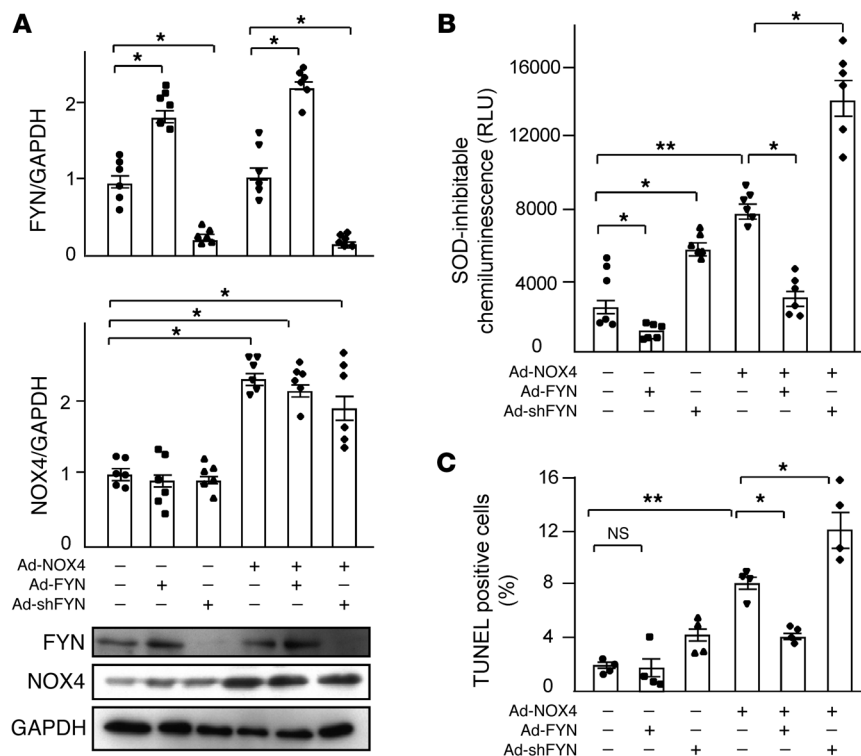 A
FYN/GAPDH
2
1
0
* * * *
NOX4/GAPDH
2
1
0
* * *
Ad-NOX4 – – – + + +
Ad-FYN – + – – + –
Ad-shFYN – – + – – +
FYN
NOX4
GAPDH
B
SOD-inhibitable
chemiluminescence (RLU)
16000
12000
8000
4000
0
* ** * * *
Ad-NOX4 – – – + + +
Ad-FYN – + – – + –
Ad-shFYN – – + – – +
C
TUNEL positive cells
(%)
16
12
8
4
0
NS ** * *
Ad-NOX4 – – – + + +
Ad-FYN – + – – + –
Ad-shFYN – – + – – +